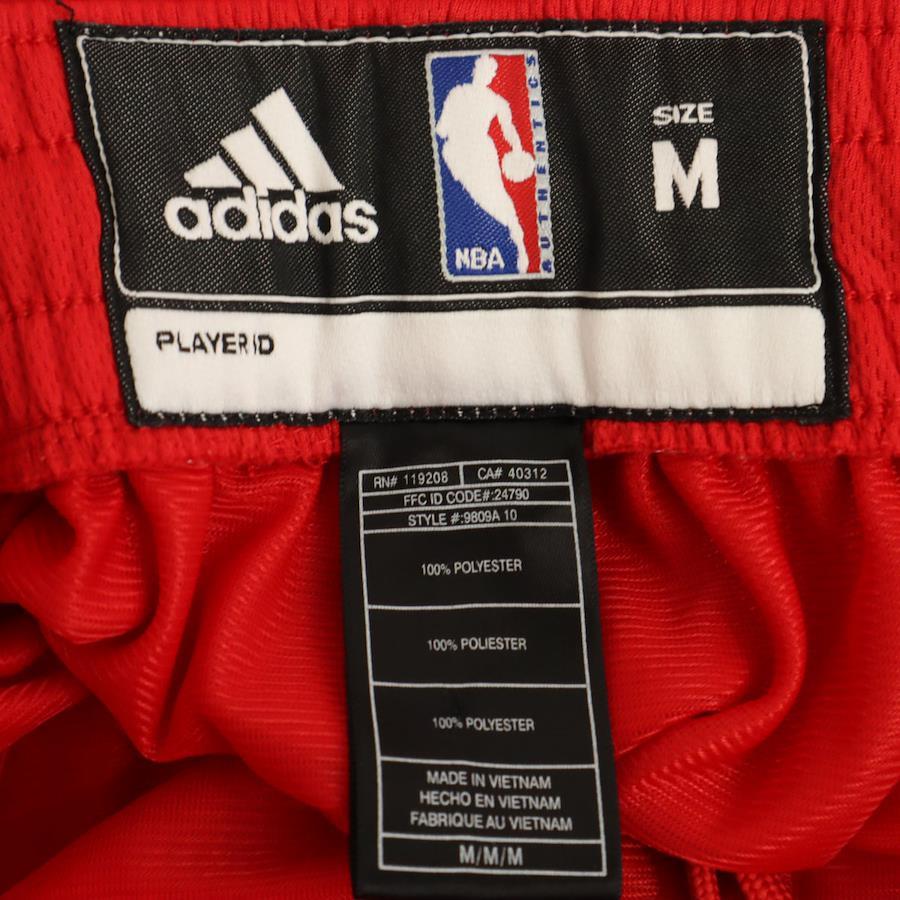 adidas
NBA
AUTHENTICS
SIZE
M
PLAYER ID
RN# 119208 CA# 40312
FFC ID CODE#:24790
STYLE #:9809A 10
100% POLYESTER
100% POLIESTER
100% POLYESTER
MADE IN VIETNAM
HECHO EN VIETNAM
FABRIQUE AU VIETNAM
M/M/M